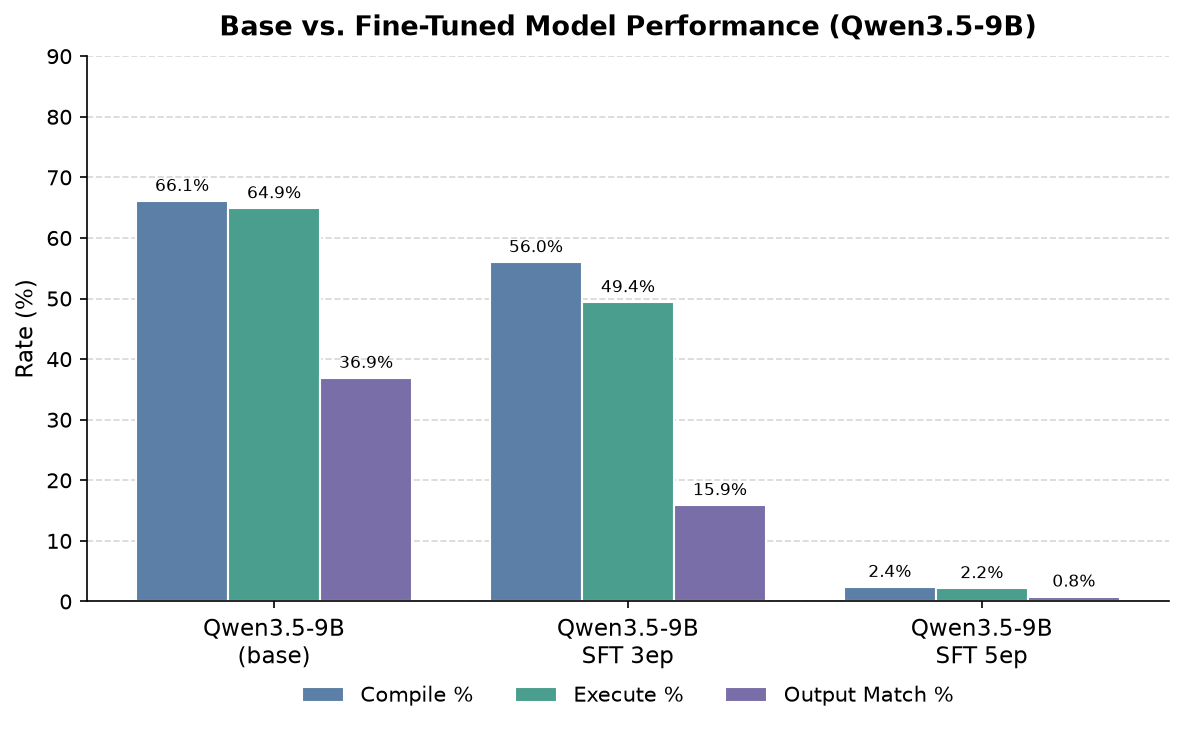 Base vs. Fine-Tuned Model Performance (Qwen3.5-9B)
Rate (%)
90
80
70
60
50
40
30
20
10
0
66.1%
64.9%
36.9%
56.0%
49.4%
15.9%
2.4%
2.2%
0.8%
Qwen3.5-9B
(base)
Qwen3.5-9B
SFT 3ep
Qwen3.5-9B
SFT 5ep
Compile %
Execute %
Output Match %